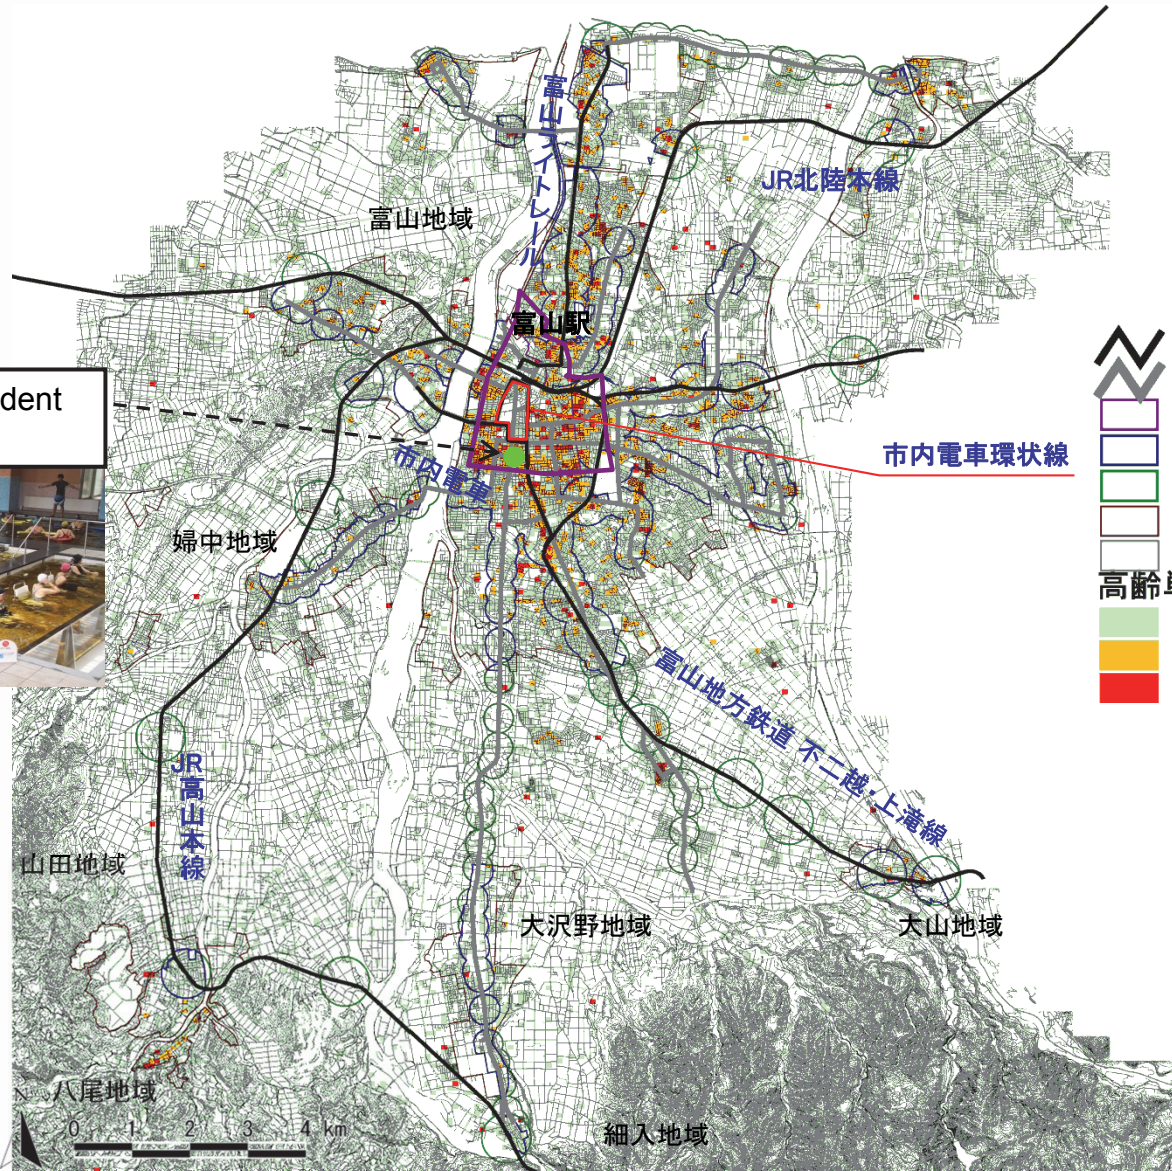 富山ライトレール
JR北陸本線
富山地域
富山駅
dent
市内電車環状線
市内電車
婦中地域
高齢単
富山地方鉄道 不二越・上滝線
JR高山本線
山田地域
大沢野地域
大山地域
八尾地域
細入地域
N
0 1 2 3 4 km